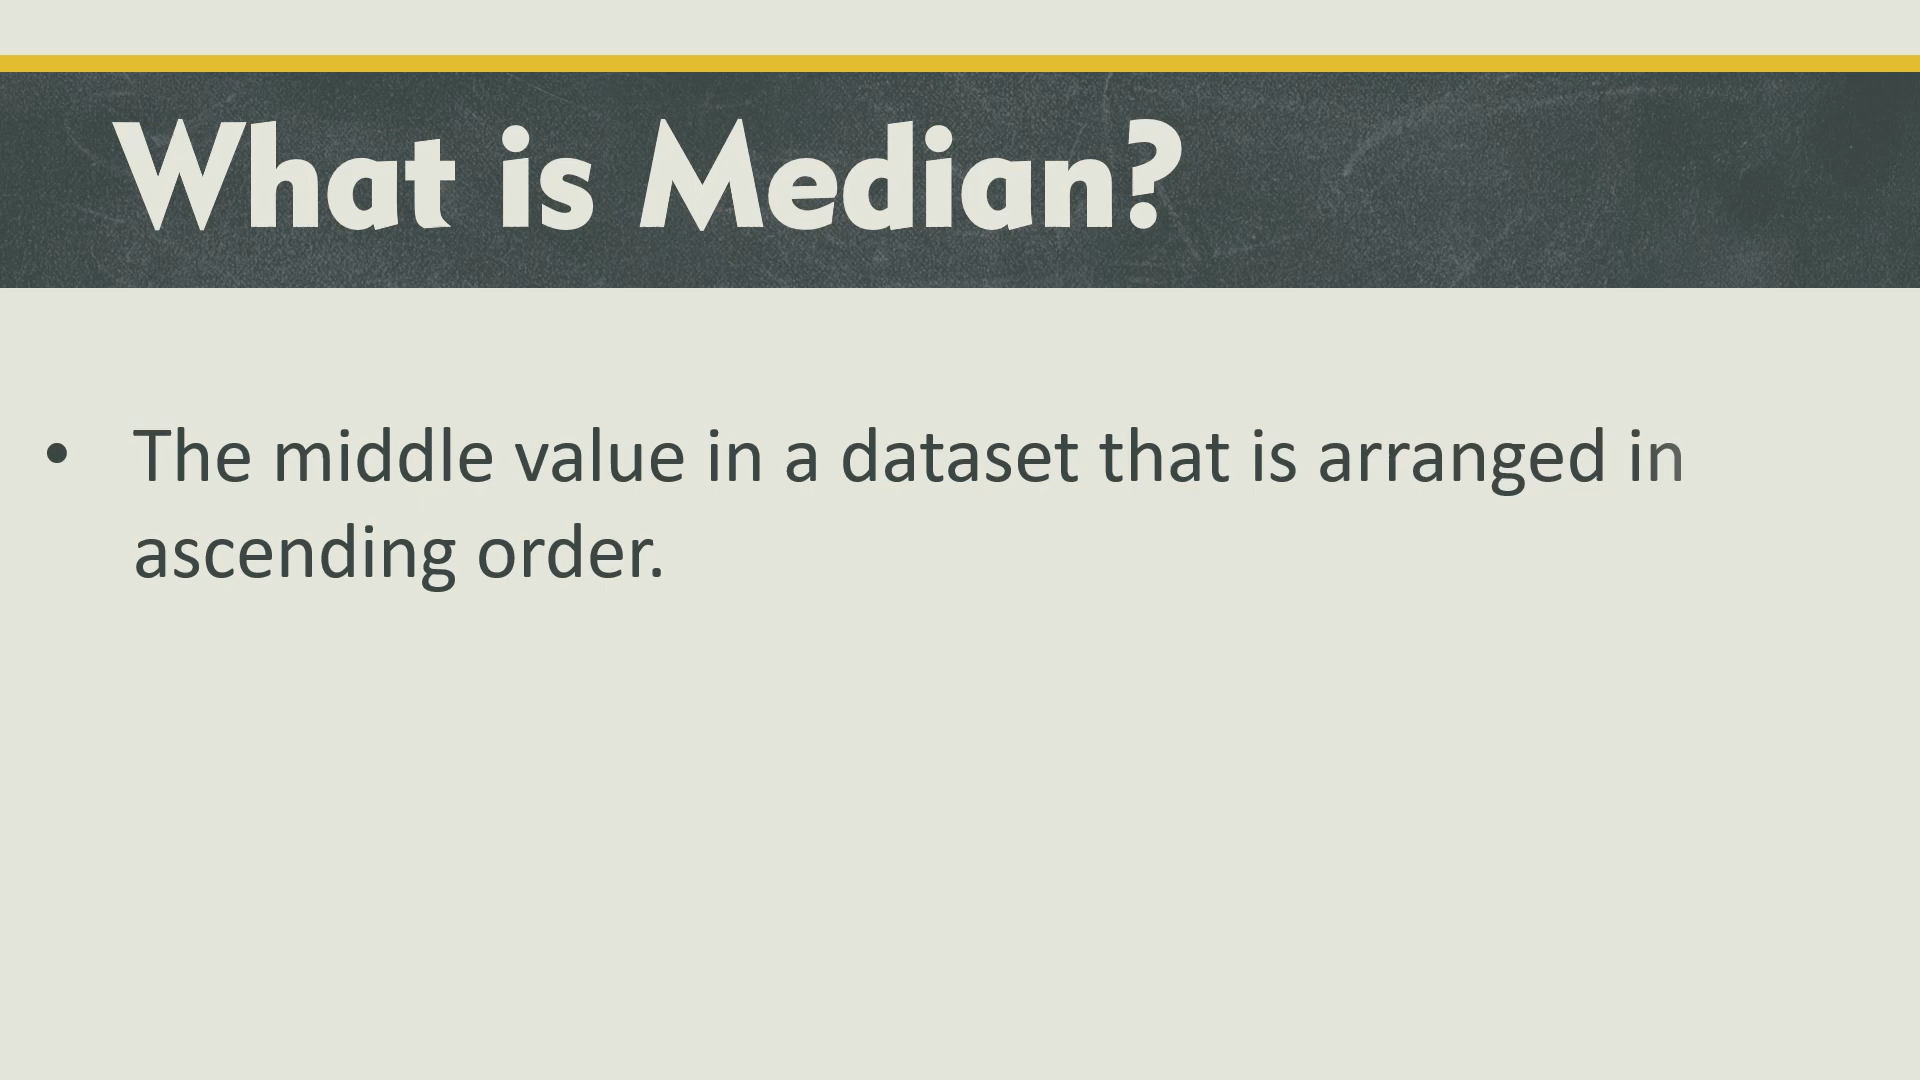 What is Median?
• The middle value in a dataset that is arranged in
ascending order.